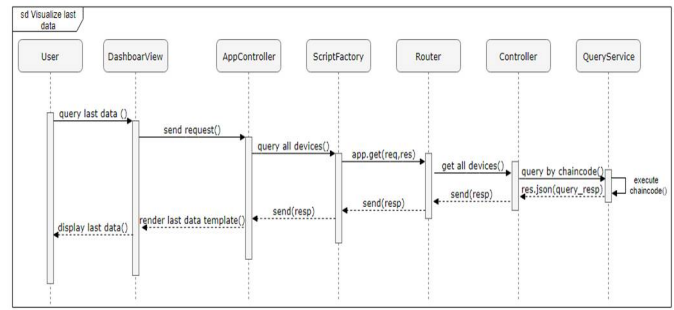 sd Visualize last
data
User
DashboarView
AppController
ScriptFactory
Router
Controller
QueryService
query last data ()
send request()
query all devices()
app.get(req,res)
get all devices()
query by chaincode()
execute
chaincode()
res.json(query_resp)
send(resp)
send(resp)
send(resp)
render last data template()
display last data()